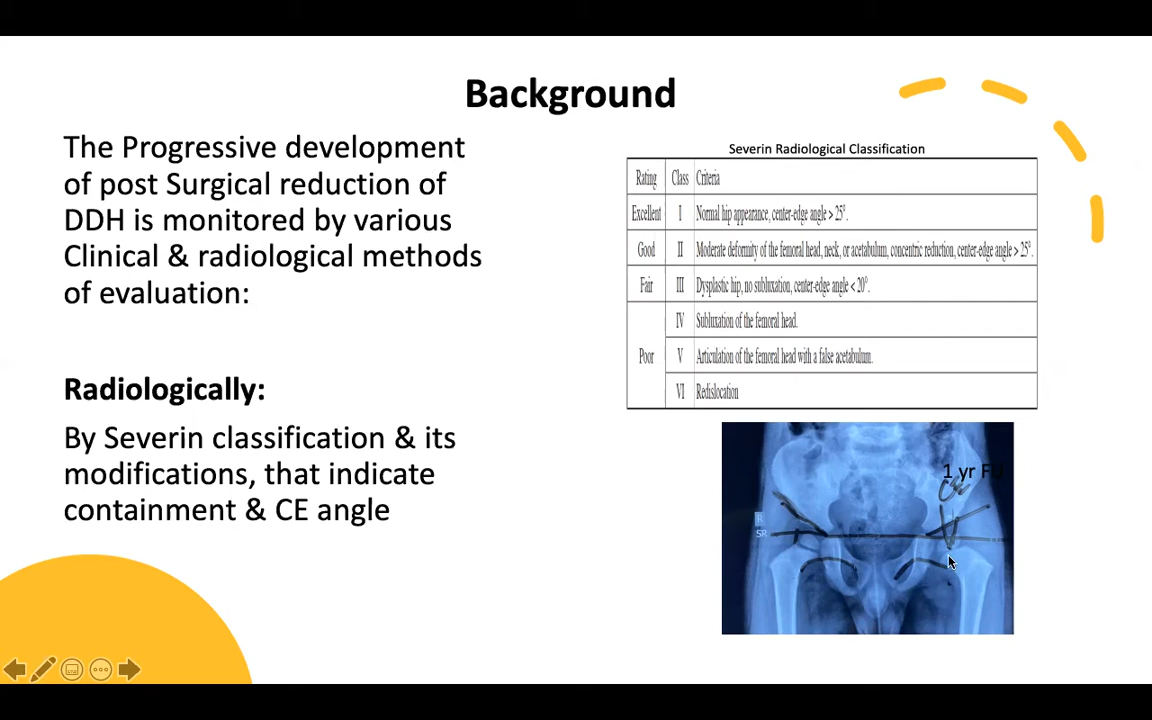 Background
The Progressive development
of post Surgical reduction of
DDH is monitored by various
Clinical & radiological methods
of evaluation:
Radiologically:
By Severin classification & its
modifications, that indicate
containment & CE angle
Severin Radiological Classification
Rating Class Criteria
Excellent I Normal hip appearance, center-edge angle > 25⁰.
Good II Moderate deformity of the femoral head, neck, or acetabulum, concentric reduction, center-edge angle > 25⁰.
Fair III Dysplastic hip, no subluxation, center-edge angle < 20⁰.
IV Subluxation of the femoral head.
Poor V Articulation of the femoral head with a false acetabulum.
VI Redislocation
1 yr FU
R
SR